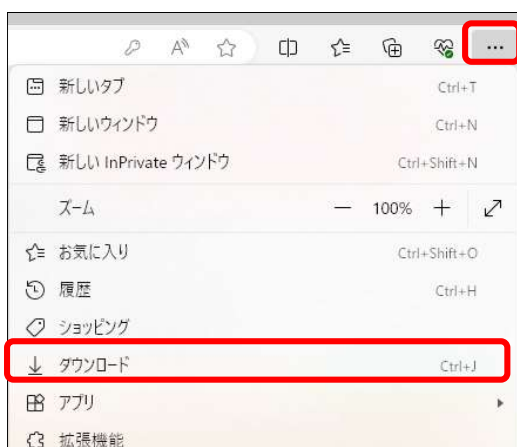 新しいタブ Ctrl+T
新しいウィンドウ Ctrl+N
新しい InPrivate ウィンドウ Ctrl+Shift+N
ズーム — 100% +
お気に入り Ctrl+Shift+O
履歴 Ctrl+H
ショッピング
ダウンロード Ctrl+J
アプリ
拡張機能